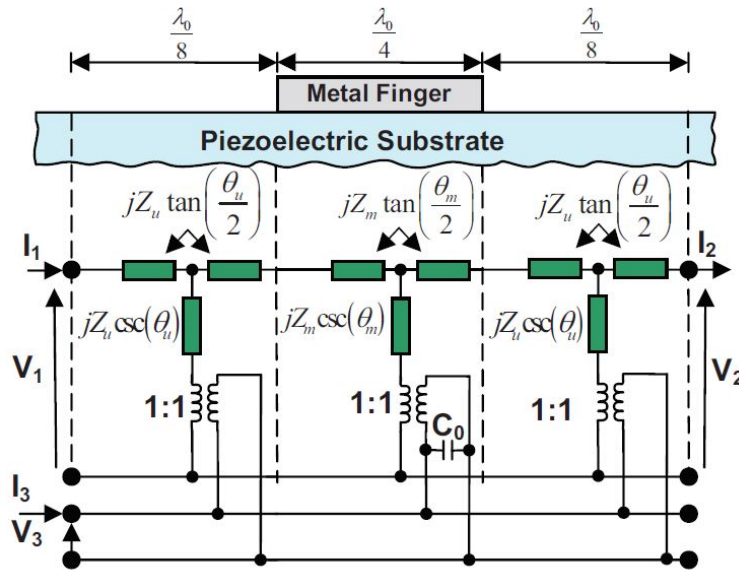 λ₀/8 λ₀/4 λ₀/8
Metal Finger
Piezoelectric Substrate
jZᵤ tan(θᵤ/2) jZₘ tan(θₘ/2) jZᵤ tan(θᵤ/2)
I₁ I₂
jZᵤ csc(θᵤ) jZₘ csc(θₘ) jZᵤ csc(θᵤ)
V₁ V₂
1:1 1:1 1:1
C₀
I₃
V₃